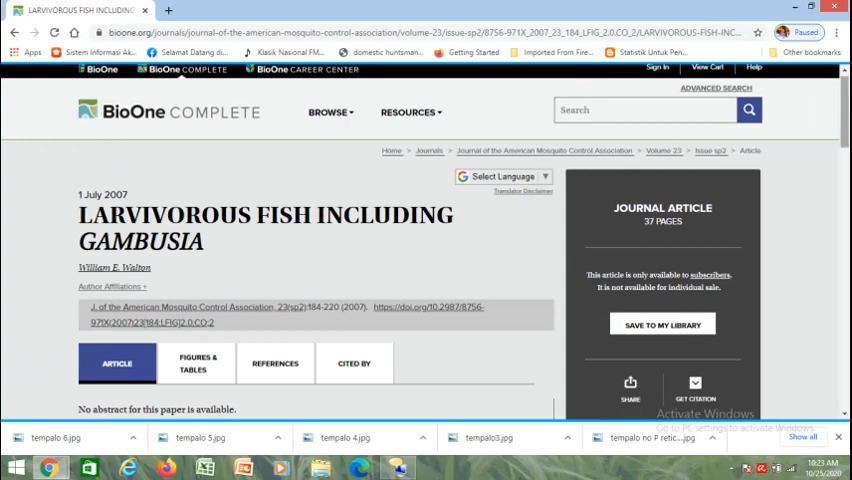 LARVIVOROUS FISH INCLUDING
bioone.org/journals/journal-of-the-american-mosquito-control-association/volume-23/issue-sp2/8756-971X_2007_23_184_LFIG_2.0.CO_2/LARVIVOROUS-FISH-INC...
Paused
Apps Sistem Informasi Ak... Selamat Datang di... Klasik Nasional FM... domestic huntsman... Getting Started Imported From Firef... Statistik Untuk Pen... Other bookmarks
BioOne BioOne COMPLETE BioOne CAREER CENTER Sign In View Cart Help
ADVANCED SEARCH
BioOne COMPLETE BROWSE RESOURCES Search
Home > Journals > Journal of the American Mosquito Control Association > Volume 23 > Issue sp2 > Article
Select Language
Translator Disclaimer
1 July 2007
LARVIVOROUS FISH INCLUDING
GAMBUSIA
William E. Walton
Author Affiliations +
J. of the American Mosquito Control Association, 23(sp2):184-220 (2007). https://doi.org/10.2987/8756-
971X(2007)23[184:LFIG]2.0.CO;2
ARTICLE
FIGURES &
TABLES
REFERENCES
CITED BY
No abstract for this paper is available.
JOURNAL ARTICLE
37 PAGES
This article is only available to subscribers.
It is not available for individual sale.
SAVE TO MY LIBRARY
SHARE GET CITATION
Activate Windows
Go to PC settings to activate Windows.
tempalo 6.jpg tempalo 5.jpg tempalo 4.jpg tempalo3.jpg tempalo no P retic....jpg Show all
10:23 AM
10/25/2020